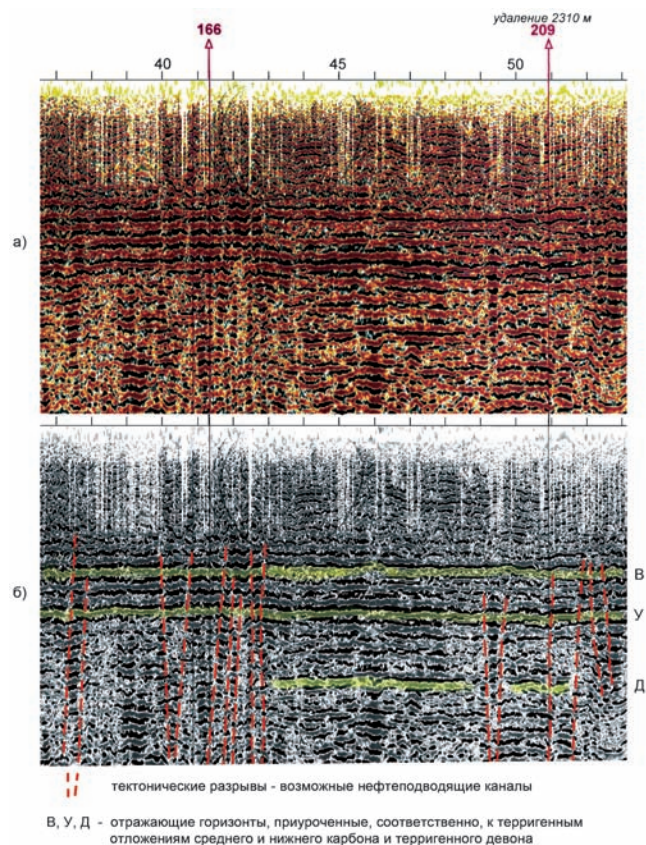 удаление 2310 м
166 209
40 45 50
а)
В
б)
У
Д
тектонические разрывы - возможные нефтеподводящие каналы
В, У, Д - отражающие горизонты, приуроченные, соответственно, к терригенным
отложениям среднего и нижнего карбона и терригенного девона